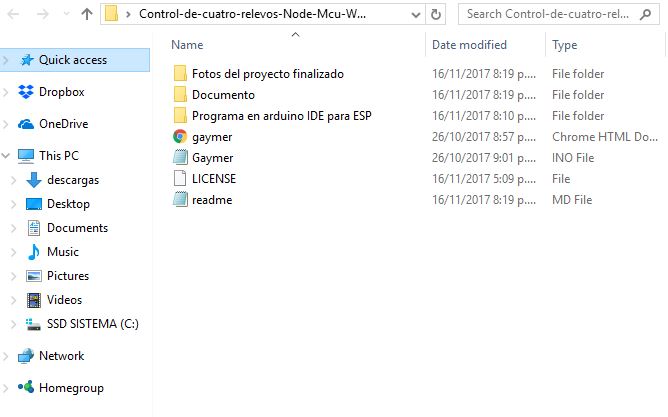 Control-de-cuatro-relevos-Node-Mcu-W...
Search Control-de-cuatro-rel...
Name Date modified Type
Quick access
Dropbox
OneDrive
This PC
descargas
Desktop
Documents
Music
Pictures
Videos
SSD SISTEMA (C:)
Network
Homegroup
Fotos del proyecto finalizado 16/11/2017 8:19 p.... File folder
Documento 16/11/2017 8:19 p.... File folder
Programa en arduino IDE para ESP 16/11/2017 8:10 p.... File folder
gaymer 26/10/2017 8:57 p.... Chrome HTML Do...
Gaymer 26/10/2017 9:01 p.... INO File
LICENSE 16/11/2017 5:09 p.... File
readme 16/11/2017 8:19 p.... MD File